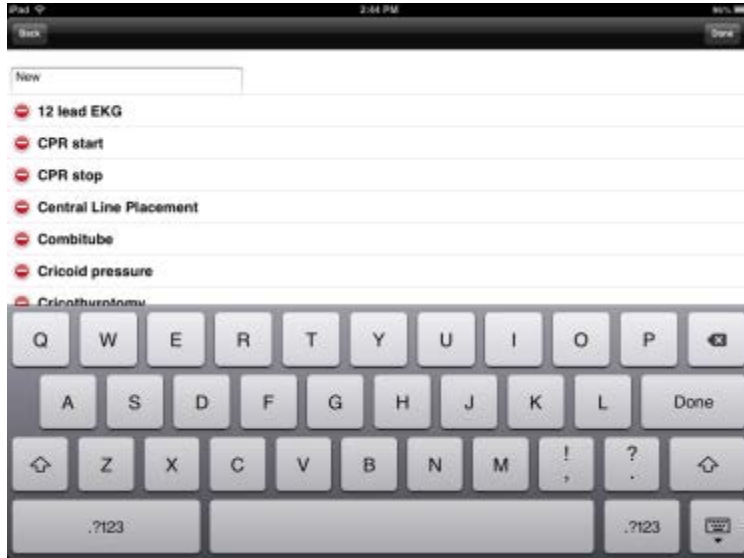 iPad 2:44 PM
Back Done
New
12 lead EKG
CPR start
CPR stop
Central Line Placement
Combitube
Cricoid pressure
Cricothyrotomy
Q W E R T Y U I O P
A S D F G H J K L Done
Z X C V B N M ! , ? .
.?123 .?123